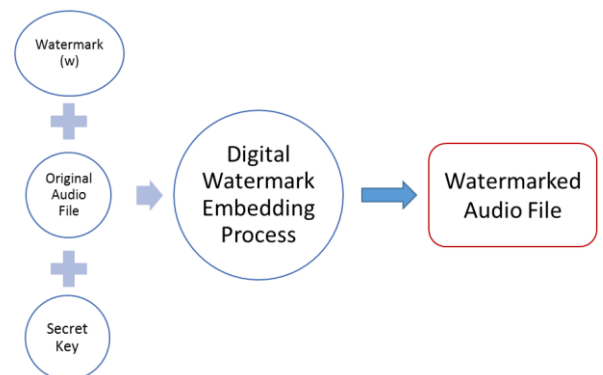 Watermark
(w)
Original
Audio
File
Secret
Key
Digital
Watermark
Embedding
Process
Watermarked
Audio File